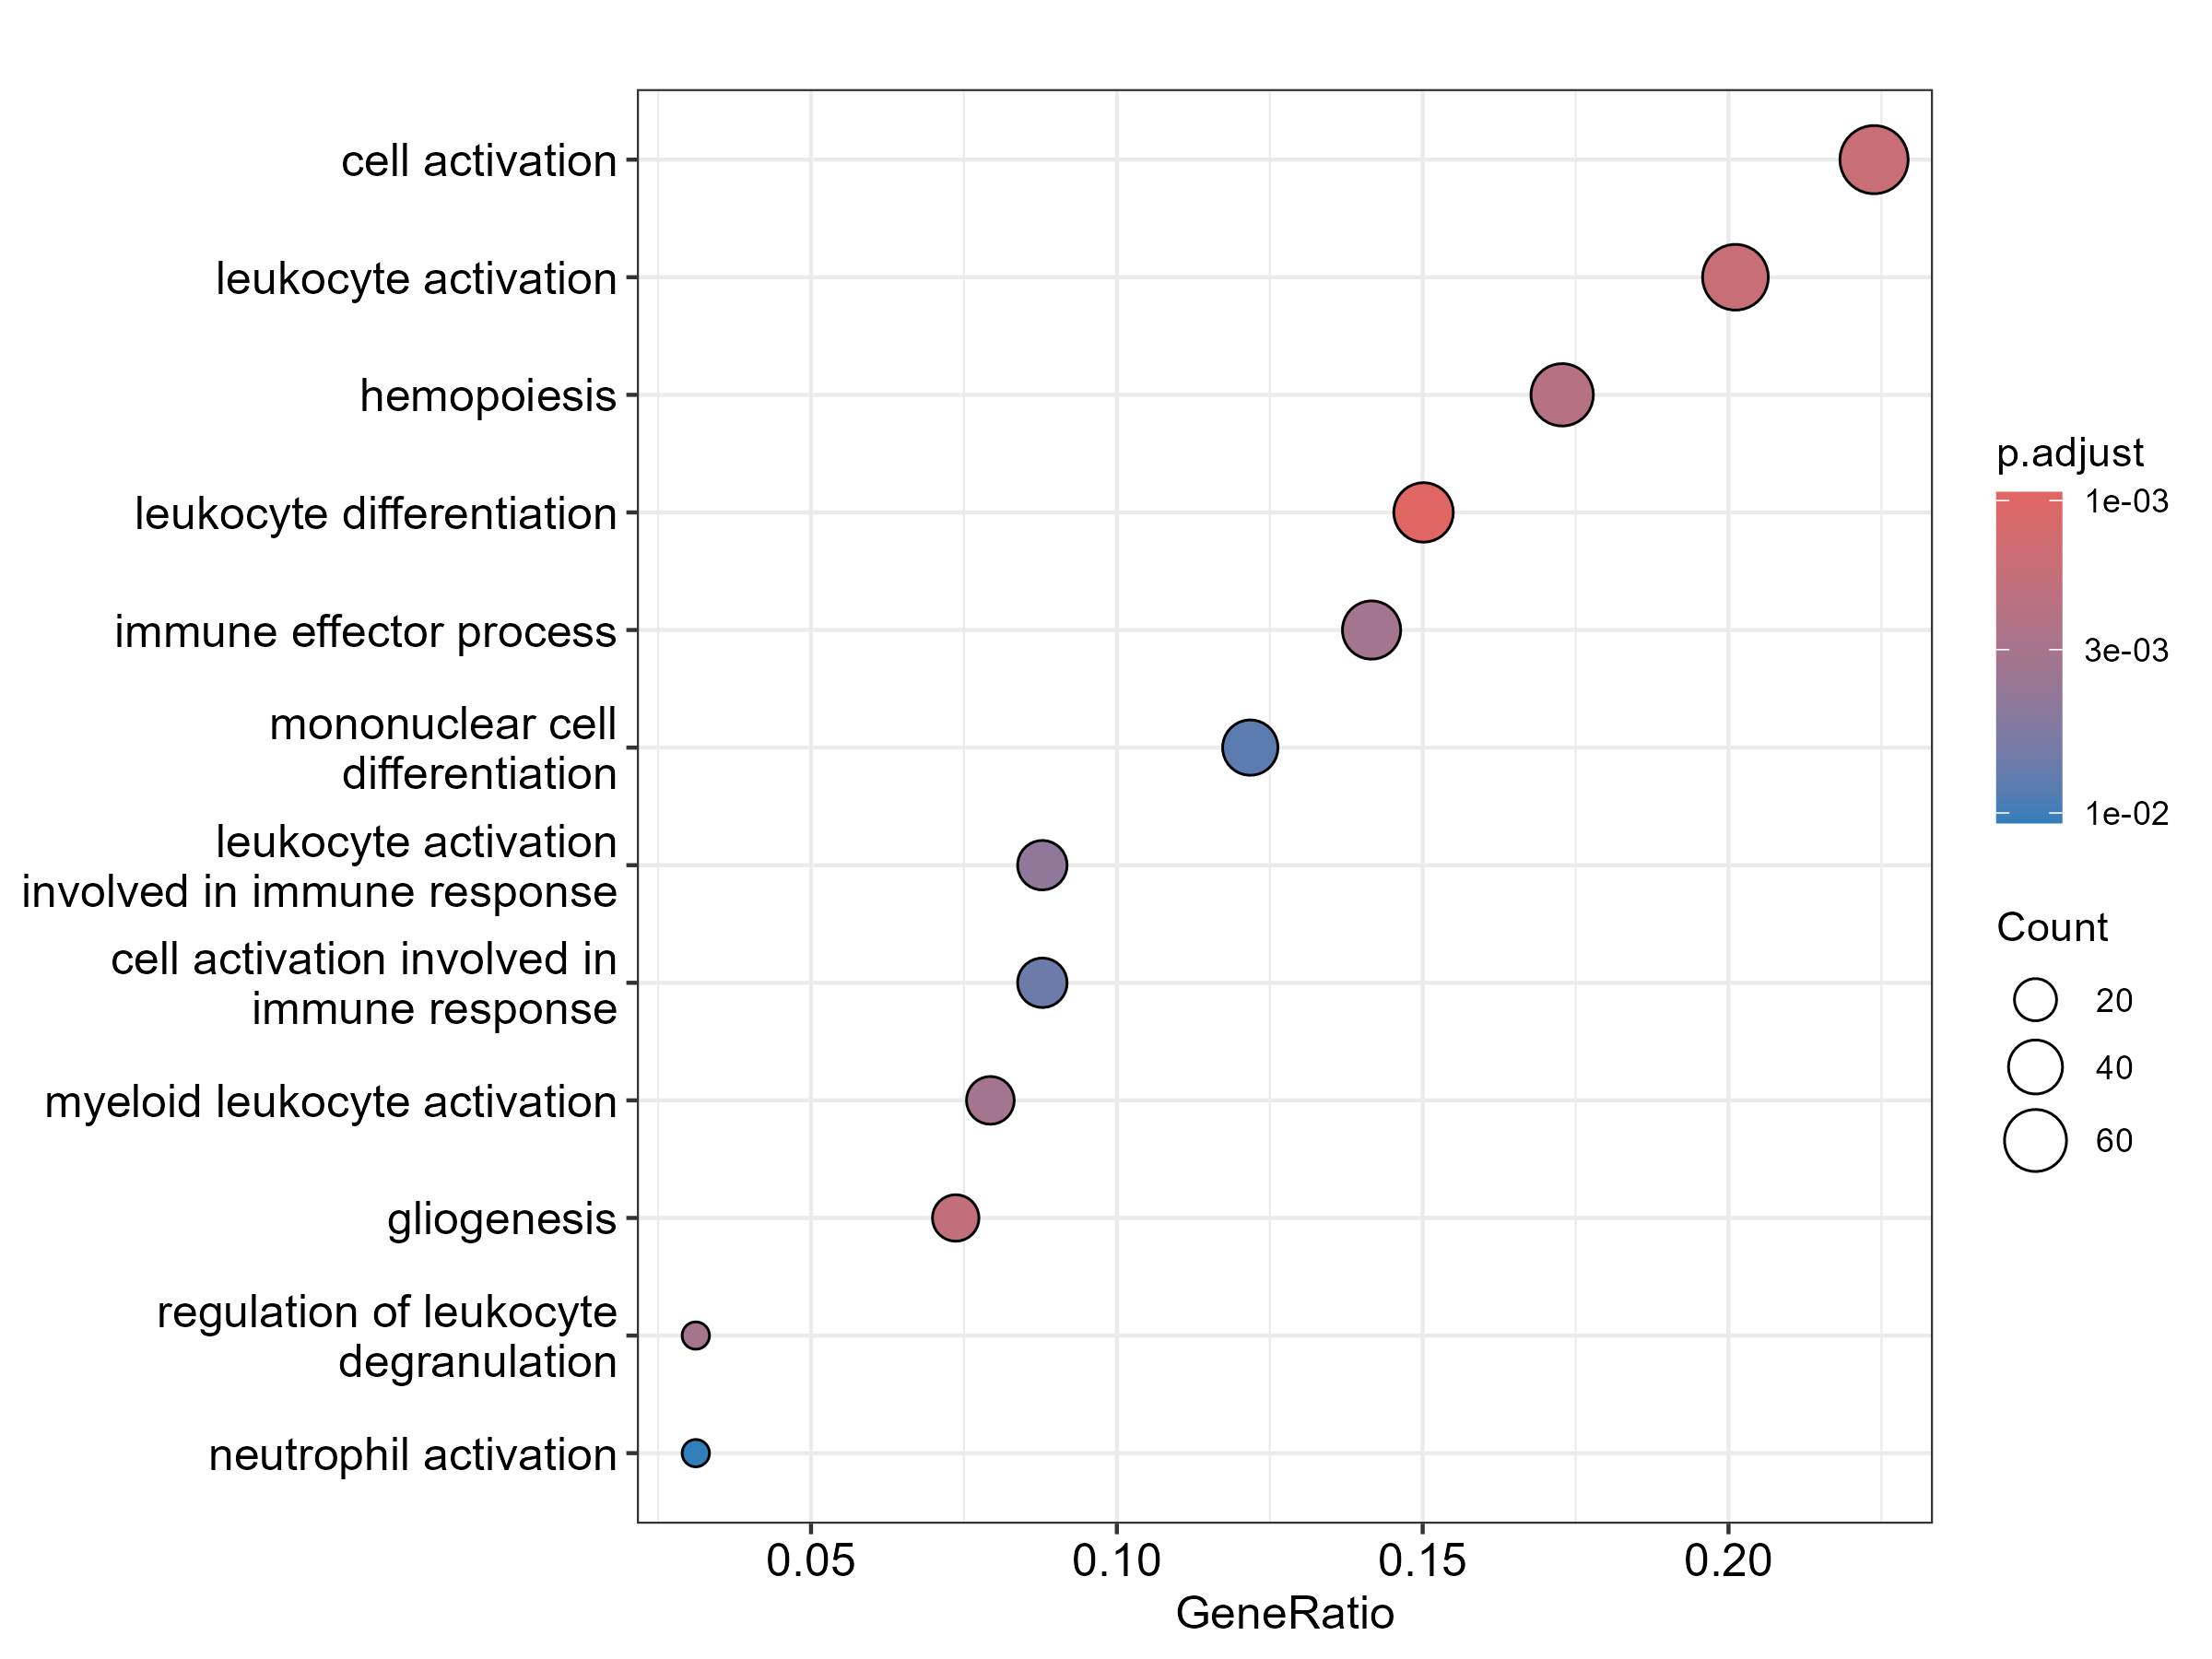 cell activation
leukocyte activation
hemopoiesis
leukocyte differentiation
immune effector process
mononuclear cell
differentiation
leukocyte activation
involved in immune response
cell activation involved in
immune response
myeloid leukocyte activation
gliogenesis
regulation of leukocyte
degranulation
neutrophil activation
0.05 0.10 0.15 0.20
GeneRatio
p.adjust
1e-03
3e-03
1e-02
Count
20
40
60